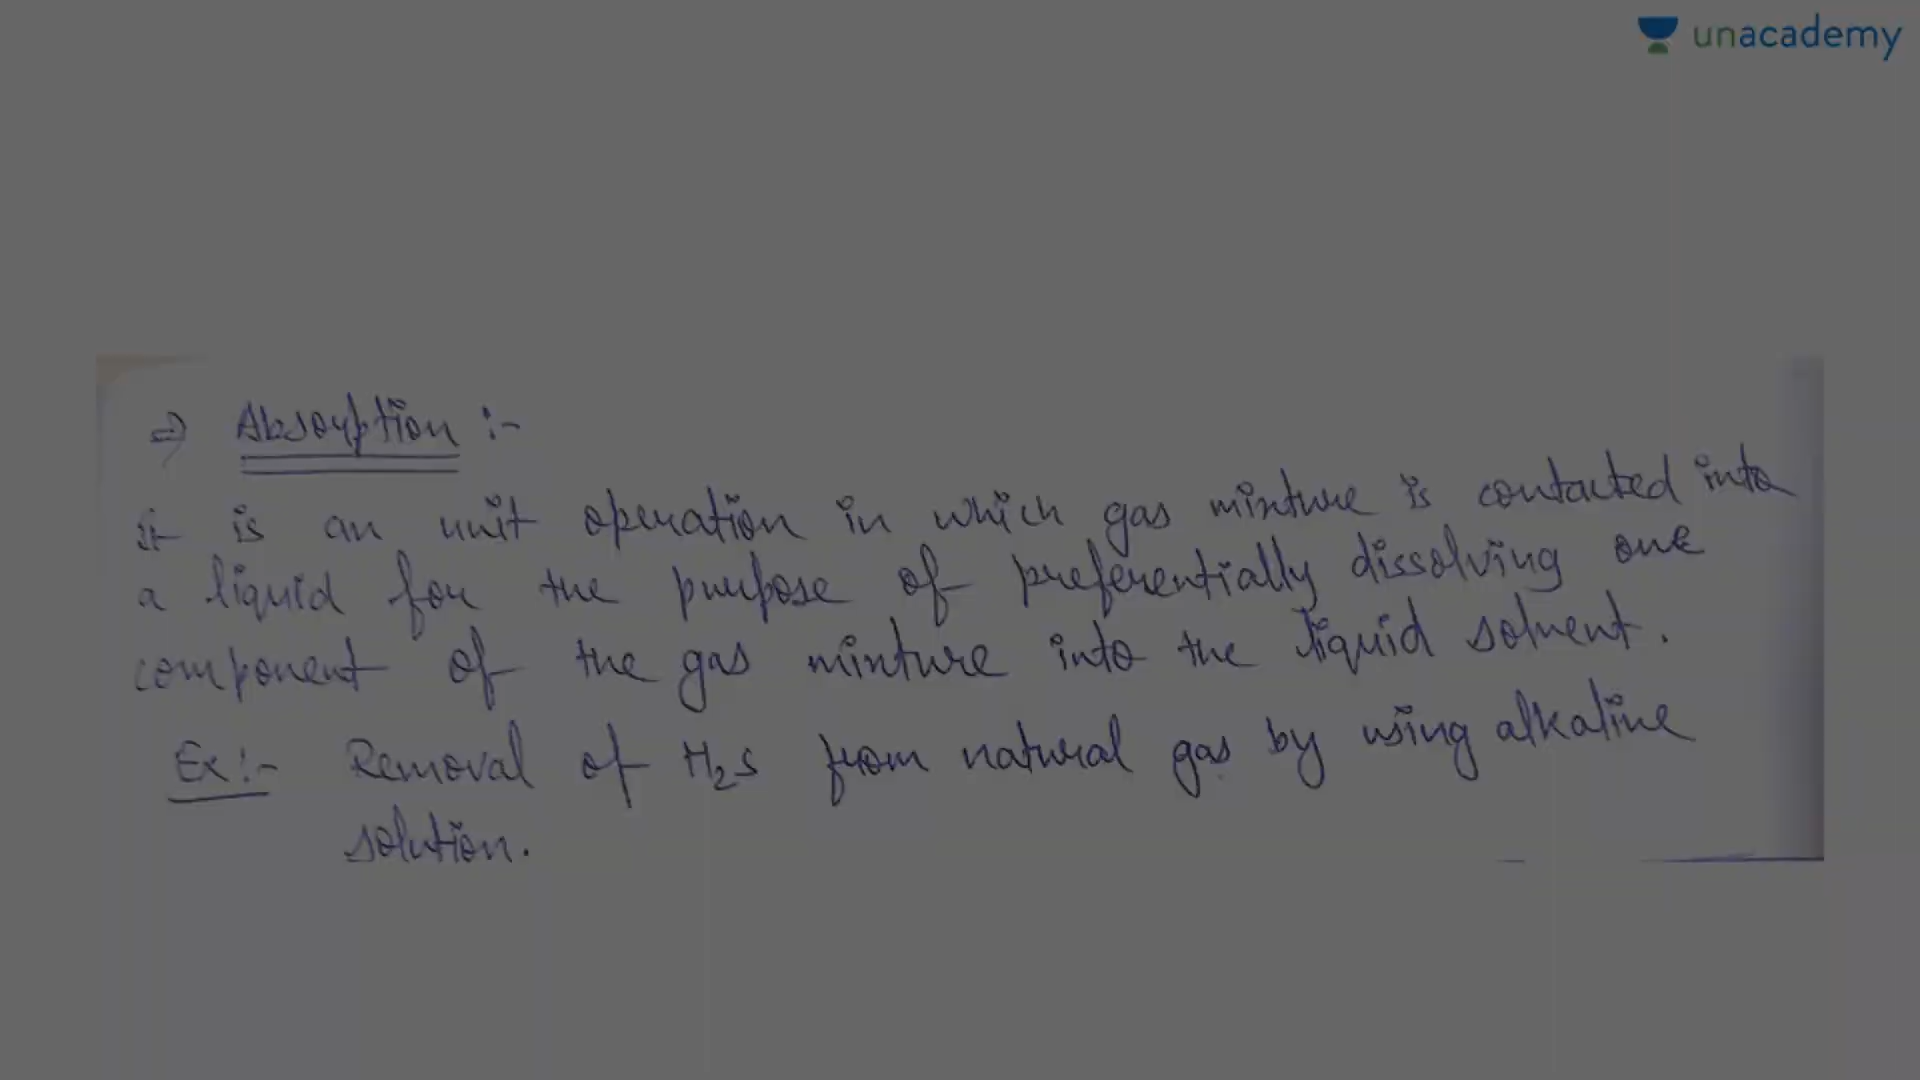 unacademy
⇒ Absorption :-
it is an unit operation in which gas mixture is contacted into
a liquid for the purpose of preferentially dissolving one
component of the gas mixture into the liquid solvent.
Ex:- Removal of H₂S from natural gas by using alkaline
solution.